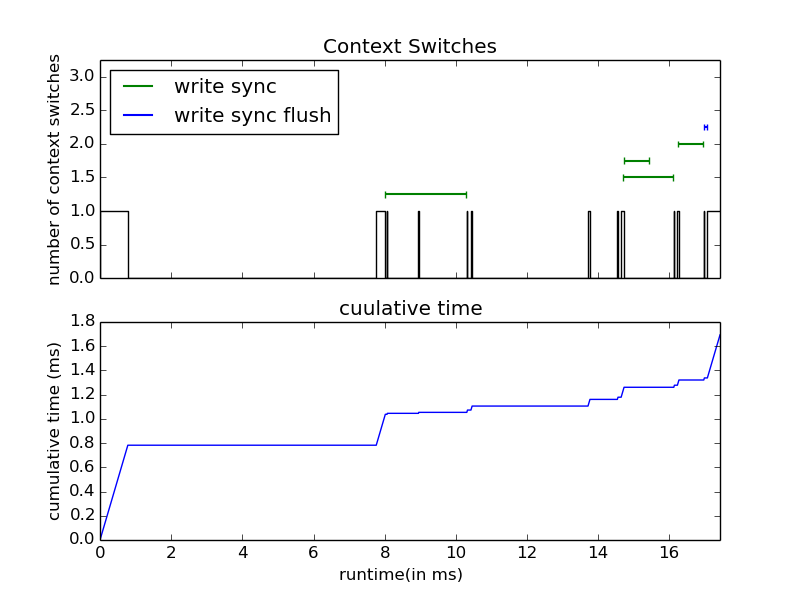 Context Switches
number of context switches
3.0
2.5
2.0
1.5
1.0
0.5
0.0
write sync
write sync flush
cuulative time
cumulative time (ms)
1.8
1.6
1.4
1.2
1.0
0.8
0.6
0.4
0.2
0.0
0 2 4 6 8 10 12 14 16
runtime(in ms)